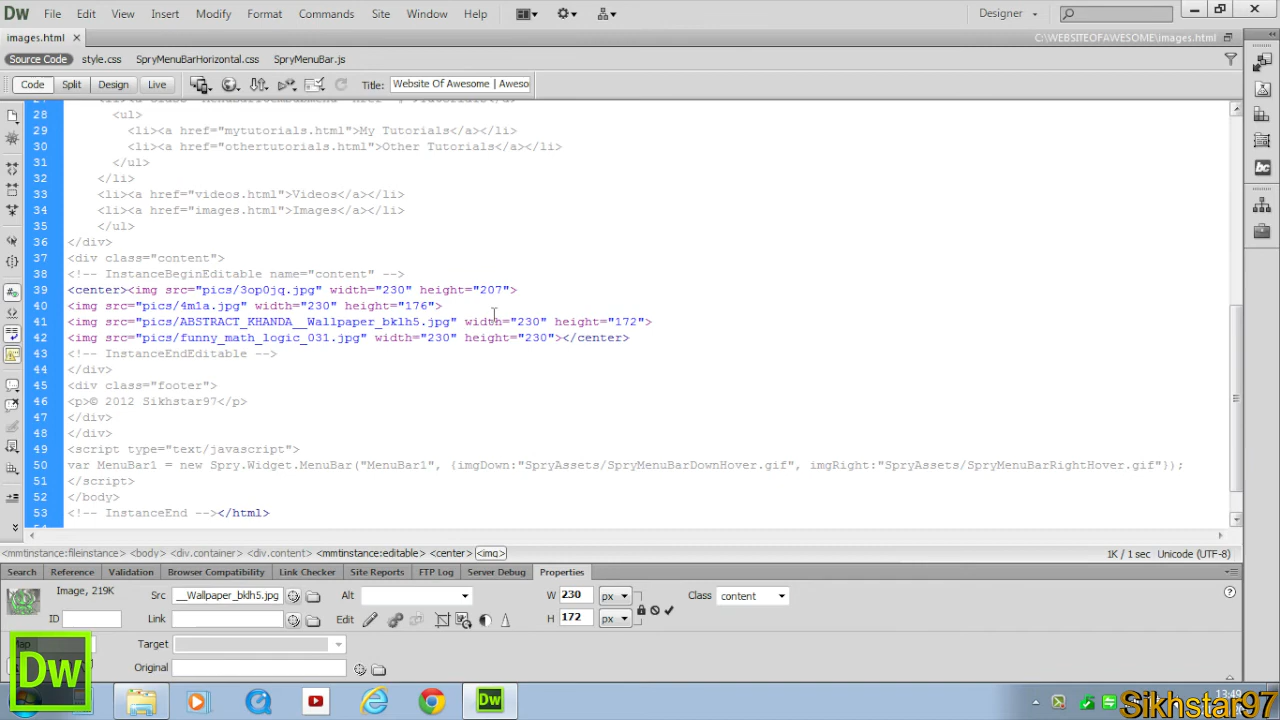 Dw File Edit View Insert Modify Format Commands Site Window Help Designer
images.html × C:\WEBSITEOFAWESOME\images.html
Source Code style.css SpryMenuBarHorizontal.css SpryMenuBar.js
Code Split Design Live Title: Website Of Awesome | Aweso
28 <ul>
29 <li><a href="mytutorials.html">My Tutorials</a></li>
30 <li><a href="othertutorials.html">Other Tutorials</a></li>
31 </ul>
32 </li>
33 <li><a href="videos.html">Videos</a></li>
34 <li><a href="images.html">Images</a></li>
35 </ul>
36 </div>
37 <div class="content">
38 <!-- InstanceBeginEditable name="content" -->
39 <center><img src="pics/3op0jq.jpg" width="230" height="207">
40 <img src="pics/4m1a.jpg" width="230" height="176">
41 <img src="pics/ABSTRACT_KHANDA__Wallpaper_bklh5.jpg" width="230" height="172">
42 <img src="pics/funny_math_logic_031.jpg" width="230" height="230"></center>
43 <!-- InstanceEndEditable -->
44 </div>
45 <div class="footer">
46 <p>© 2012 Sikhstar97</p>
47 </div>
48 </div>
49 <script type="text/javascript">
50 var MenuBar1 = new Spry.Widget.MenuBar("MenuBar1", {imgDown:"SpryAssets/SpryMenuBarDownHover.gif", imgRight:"SpryAssets/SpryMenuBarRightHover.gif"});
51 </script>
52 </body>
53 <!-- InstanceEnd --></html>
<mmtinstance:fileinstance> <body> <div.container> <div.content> <mmtinstance:editable> <center> <img> 1K / 1 sec Unicode (UTF-8)
Search Reference Validation Browser Compatibility Link Checker Site Reports FTP Log Server Debug Properties
Image, 219K Src __Wallpaper_bklh5.jpg Alt W 230 px Class content
ID Link Edit H 172 px
Map Target
Original
Dw
13:49
Sikhstar97